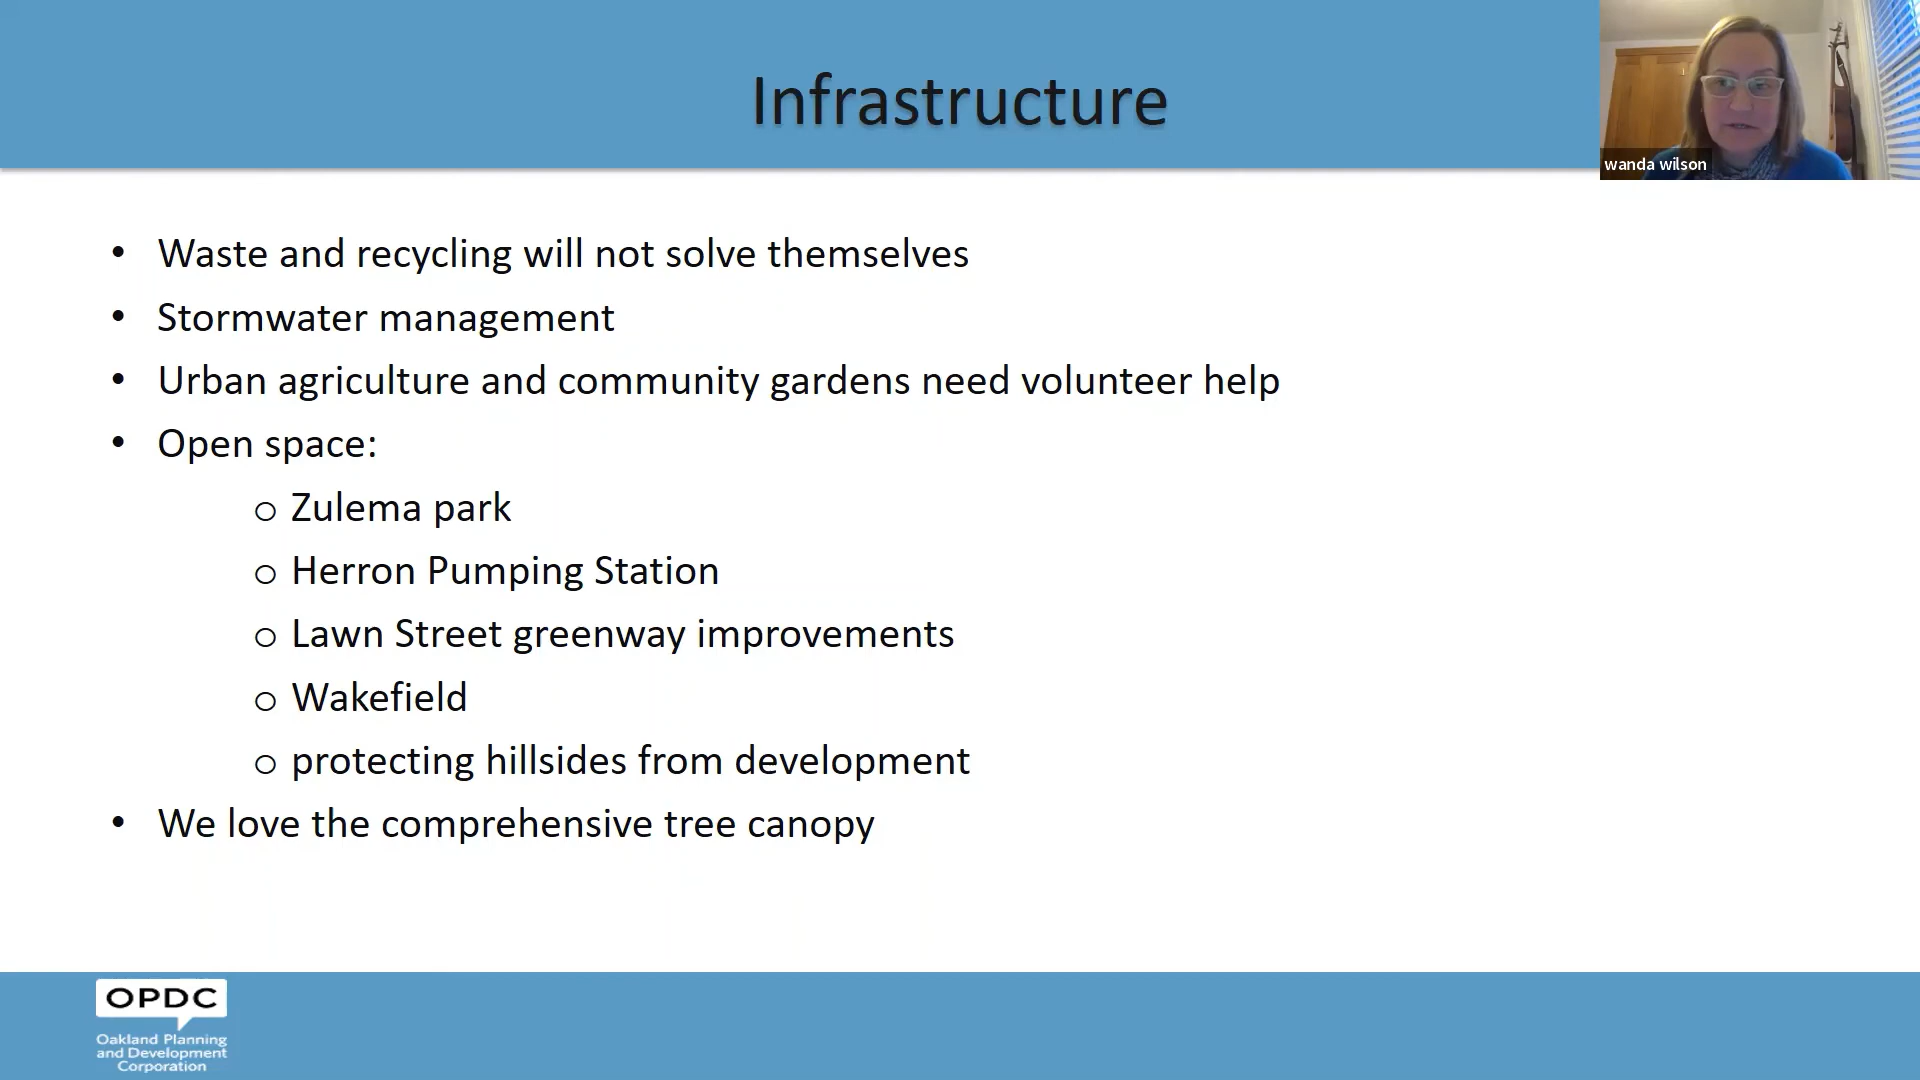 Infrastructure
wanda wilson
• Waste and recycling will not solve themselves
• Stormwater management
• Urban agriculture and community gardens need volunteer help
• Open space:
o Zulema park
o Herron Pumping Station
o Lawn Street greenway improvements
o Wakefield
o protecting hillsides from development
• We love the comprehensive tree canopy
OPDC
Oakland Planning
and Development
Corporation